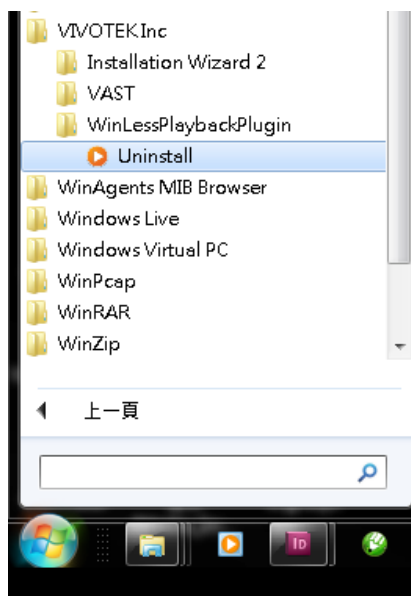 VIVOTEK Inc
Installation Wizard 2
VAST
WinLessPlaybackPlugin
Uninstall
WinAgents MIB Browser
Windows Live
Windows Virtual PC
WinPcap
WinRAR
WinZip
上一頁
ID